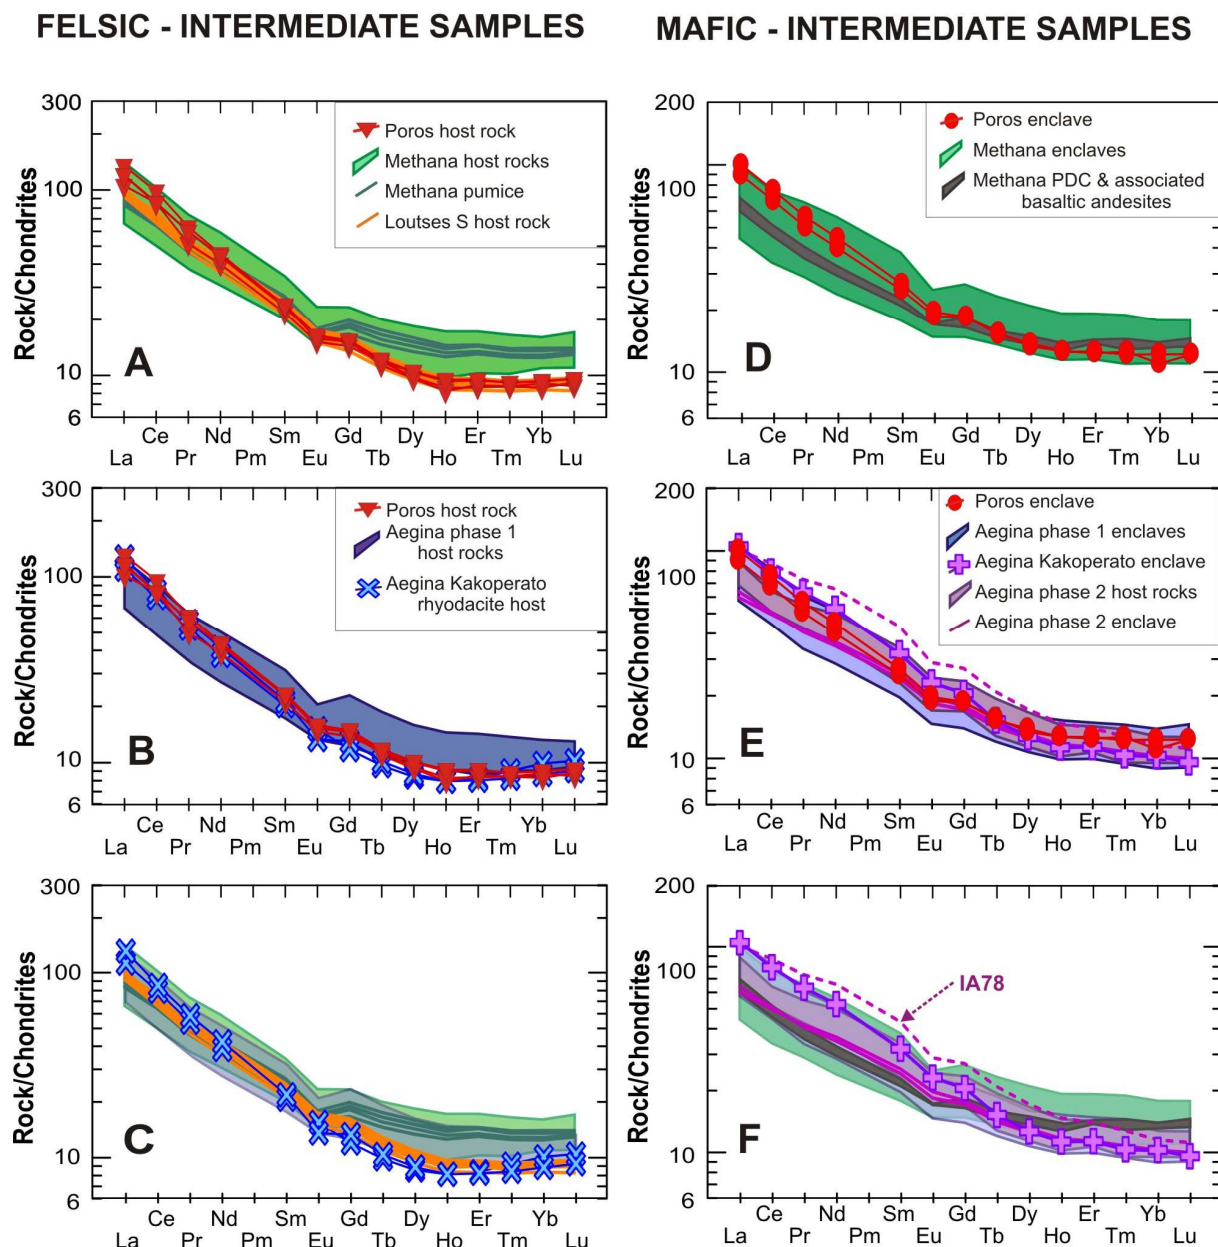 FELSIC - INTERMEDIATE SAMPLES
MAFIC - INTERMEDIATE SAMPLES
300
100
10
6
Rock/Chondrites
A
Poros host rock
Methana host rocks
Methana pumice
Loutses S host rock
Ce Nd Sm Gd Dy Er Yb
La Pr Pm Eu Tb Ho Tm Lu
200
100
10
6
Rock/Chondrites
D
Poros enclave
Methana enclaves
Methana PDC & associated
basaltic andesites
Ce Nd Sm Gd Dy Er Yb
La Pr Pm Eu Tb Ho Tm Lu
300
100
10
6
Rock/Chondrites
B
Poros host rock
Aegina phase 1
host rocks
Aegina Kakoperato
rhyodacite host
Ce Nd Sm Gd Dy Er Yb
La Pr Pm Eu Tb Ho Tm Lu
200
100
10
6
Rock/Chondrites
E
Poros enclave
Aegina phase 1 enclaves
Aegina Kakoperato enclave
Aegina phase 2 host rocks
Aegina phase 2 enclave
Ce Nd Sm Gd Dy Er Yb
La Pr Pm Eu Tb Ho Tm Lu
300
100
10
6
Rock/Chondrites
C
Ce Nd Sm Gd Dy Er Yb
La Pr Pm Eu Tb Ho Tm Lu
200
100
10
6
Rock/Chondrites
F
IA78
Ce Nd Sm Gd Dy Er Yb
La Pr Pm Eu Tb Ho Tm Lu